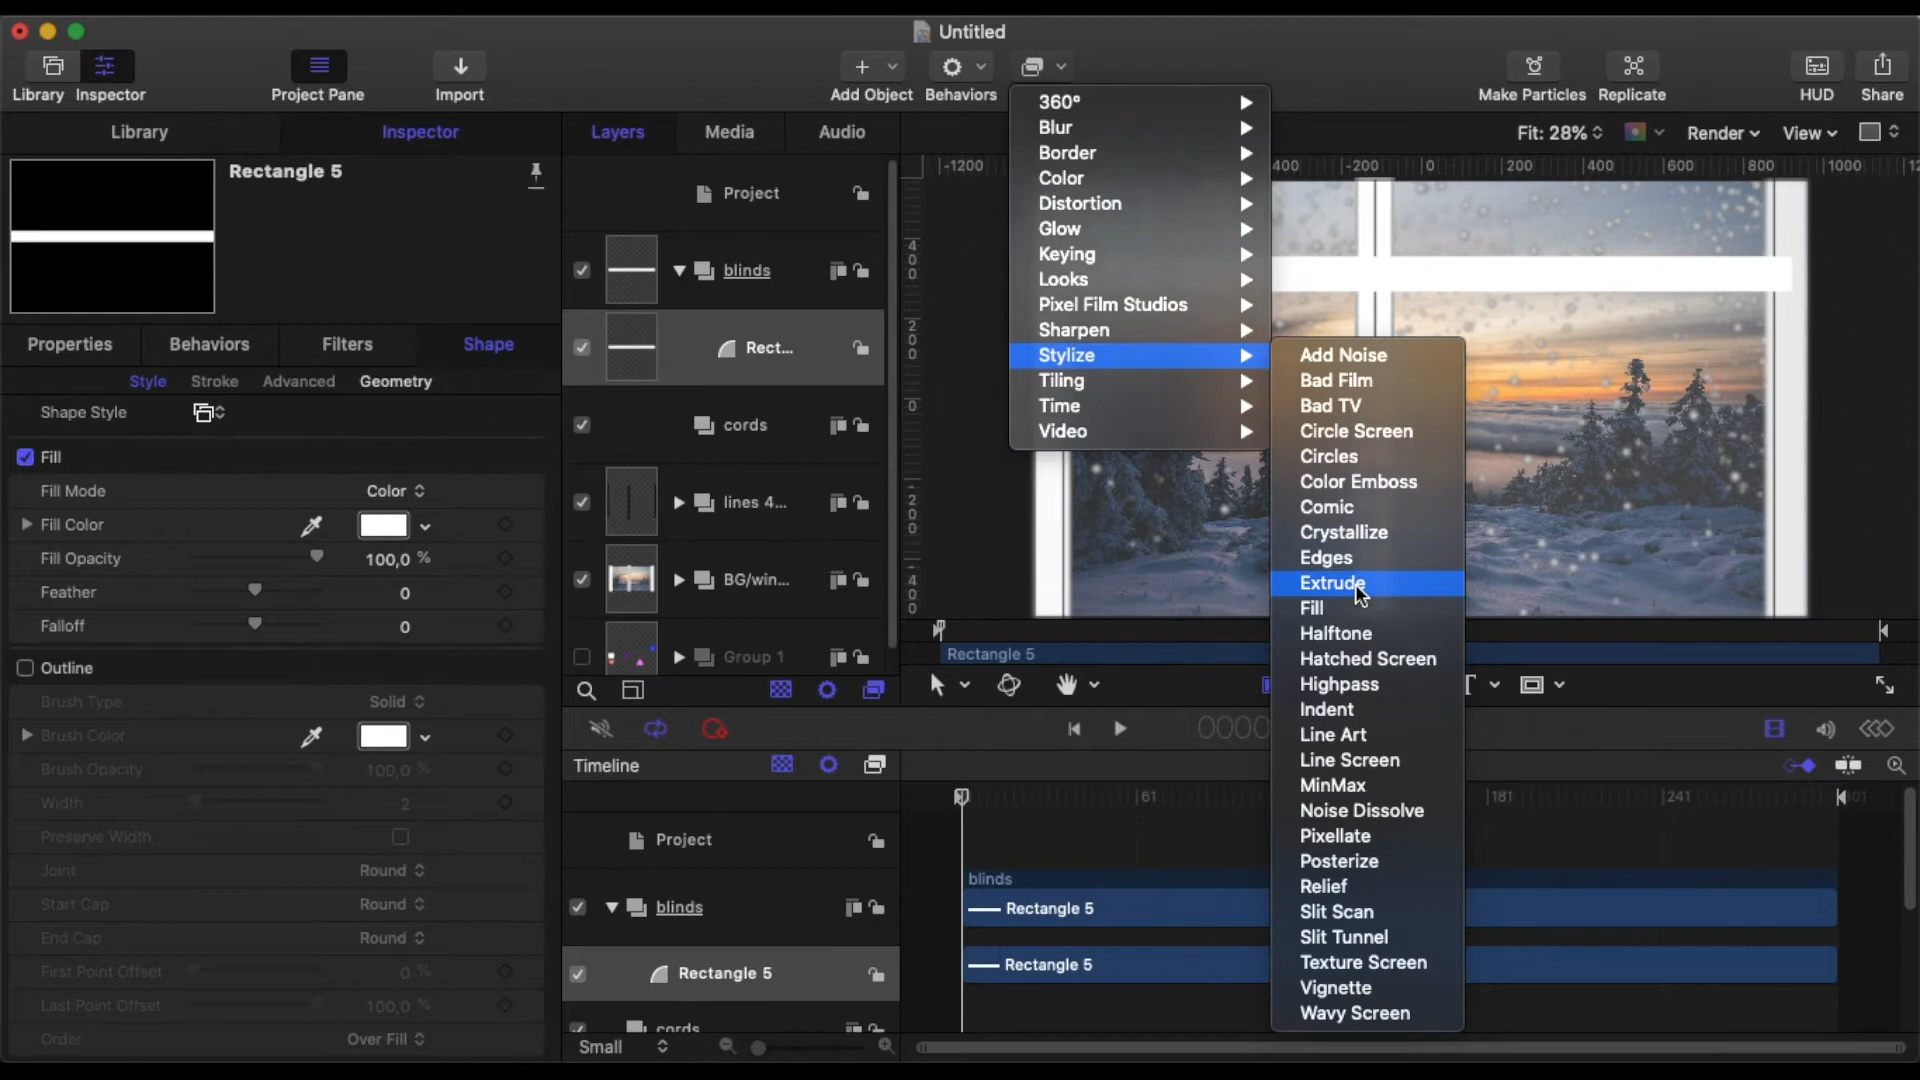 Untitled
Library
Inspector
Project Pane
Import
Add Object
Behaviors
Make Particles
Replicate
HUD
Share
Library
Inspector
Layers
Media
Audio
Fit: 28%
Render
View
Rectangle 5
Properties
Behaviors
Filters
Shape
Style
Stroke
Advanced
Geometry
Shape Style
Fill
Fill Mode
Color
Fill Color
Fill Opacity
100,0 %
Feather
0
Falloff
0
Outline
Brush Type
Solid
Brush Color
Brush Opacity
100,0 %
Width
2
Preserve Width
Joint
Round
Start Cap
Round
End Cap
Round
First Point Offset
0 %
Last Point Offset
100,0 %
Order
Over Fill
Project
blinds
Rect...
cords
lines 4...
BG/win...
Group 1
360°
Blur
Border
Color
Distortion
Glow
Keying
Looks
Pixel Film Studios
Sharpen
Stylize
Tiling
Time
Video
Add Noise
Bad Film
Bad TV
Circle Screen
Circles
Color Emboss
Comic
Crystallize
Edges
Extrude
Fill
Halftone
Hatched Screen
Highpass
Indent
Line Art
Line Screen
MinMax
Noise Dissolve
Pixellate
Posterize
Relief
Slit Scan
Slit Tunnel
Texture Screen
Vignette
Wavy Screen
-1200
400
-200
0
200
400
600
800
1000
400
200
0
200
400
Rectangle 5
T
0000
Timeline
61
181
241
301
Project
blinds
Rectangle 5
cords
Small
blinds
Rectangle 5
Rectangle 5